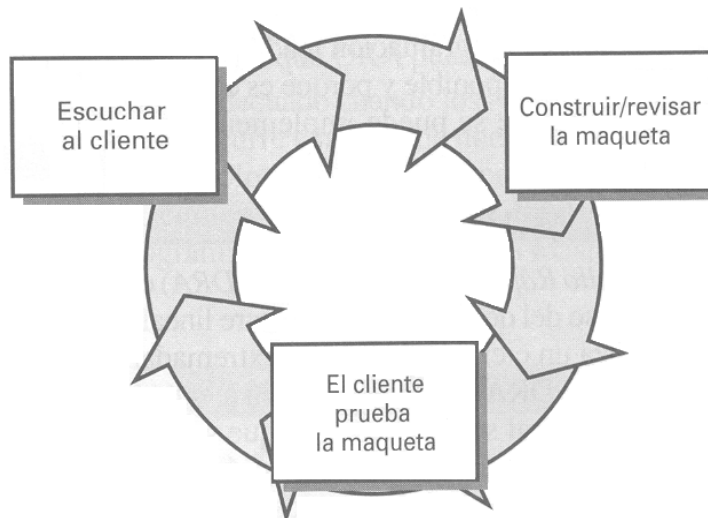 Escuchar
al cliente
Construir/revisar
la maqueta
El cliente
prueba
la maqueta